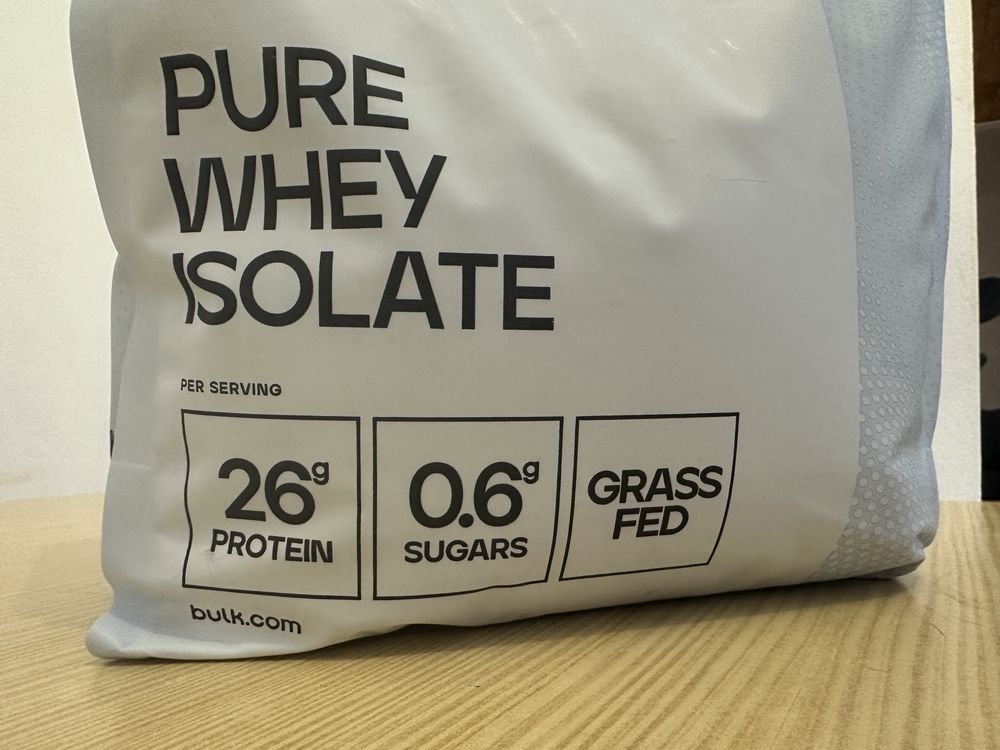 PURE
WHEY
ISOLATE
PER SERVING
26g
PROTEIN
0.6g
SUGARS
GRASS
FED
bulk.com